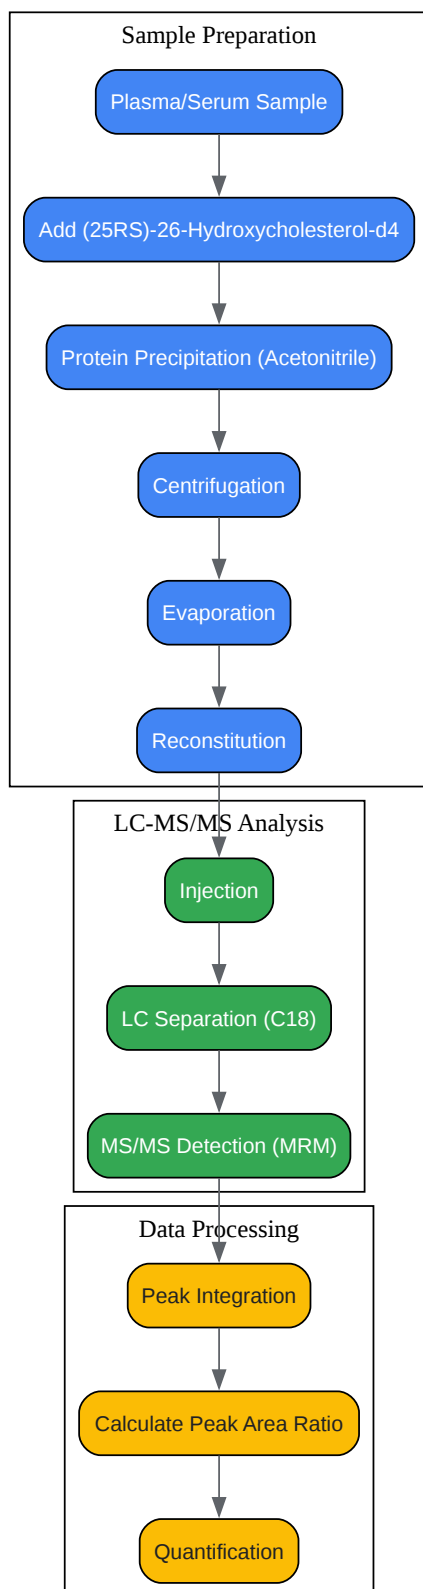 Sample Preparation
Plasma/Serum Sample
Add (25RS)-26-Hydroxycholesterol-d4
Protein Precipitation (Acetonitrile)
Centrifugation
Evaporation
Reconstitution
LC-MS/MS Analysis
Injection
LC Separation (C18)
MS/MS Detection (MRM)
Data Processing
Peak Integration
Calculate Peak Area Ratio
Quantification